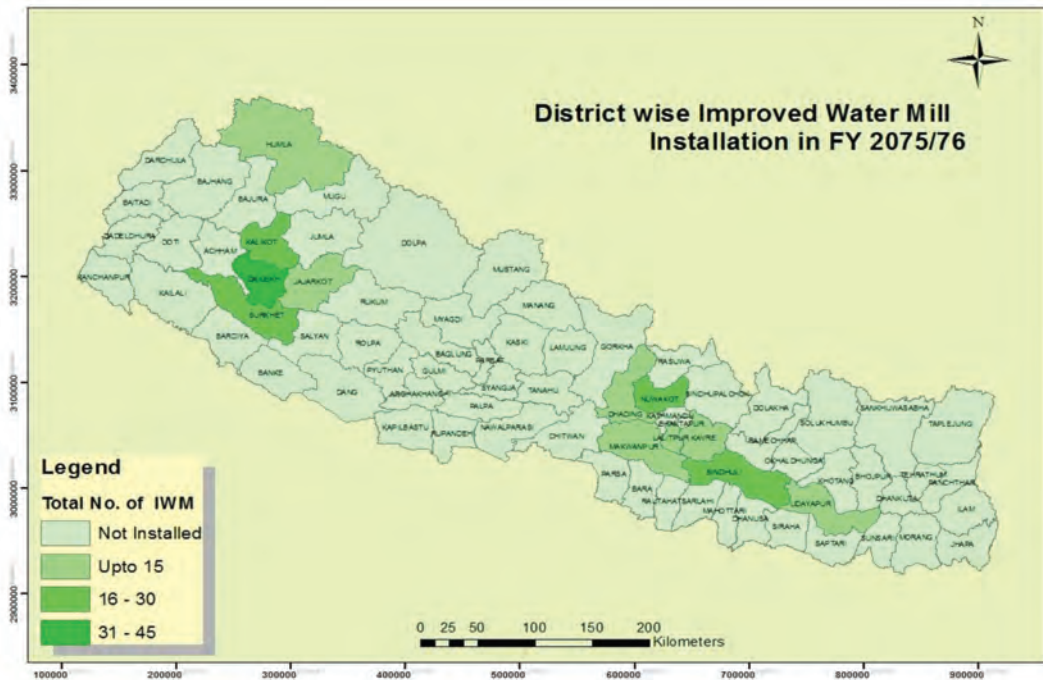 N
District wise Improved Water Mill
Installation in FY 2075/76
HUMLA
DARCHULA
BAJHANG
BAITADI
BAJURA
MUGU
DADELDHURA
DOTI
ACHHAM
KALIKOT
JUMLA
DOLPA
KANCHANPUR
KAILALI
JAJARKOT
MUSTANG
SURKHET
RUKUM
MANANG
BARDIYA
SALYAN
ROLPA
MYAGDI
KASKI
LAMJUNG
GORKHA
RASUWA
BANKE
DANG
PYUTHAN
BAGLUNG
GULMI
PARBAT
SYANGJA
TANAHU
NUWAKOT
SINDHUPALCHOK
DOLAKHA
SANKHUWASABHA
TAPLEJUNG
PALPA
DHADING
KATHMANDU
BHAKTAPUR
SOLUKHUMBU
KAPILBASTU
RUPANDEHI
NAWALPARASI
CHITWAN
MAKWANPUR
LALITPUR
KAVRE
RAMECHHAP
OKHALDHUNGA
PARSA
BARA
RAUTAHAT
SARLAHI
SINDHULI
KHOTANG
BHOJPUR
TEHRATHUM
PANCHTHAR
MAHOTTARI
DHANUSA
SIRAHA
UDAYAPUR
DHANKUTA
ILAM
SAPTARI
SUNSARI
MORANG
JHAPA
Legend
Total No. of IWM
Not Installed
Upto 15
16 - 30
31 - 45
0 25 50 100 150 200
Kilometers
3400000
3300000
3200000
3100000
3000000
2900000
100000 200000 300000 400000 500000 600000 700000 800000 900000